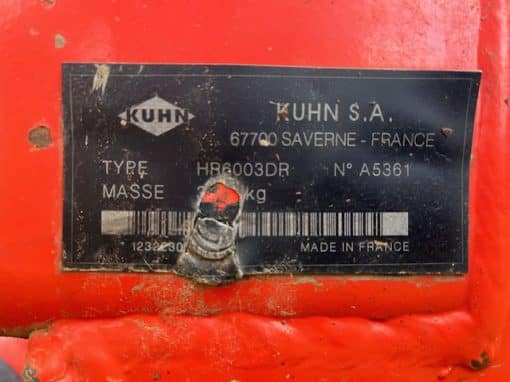 KUHN
KUHN S.A.
67700 SAVERNE - FRANCE
TYPE HR6003DR N° A5361
MASSE kg
MADE IN FRANCE